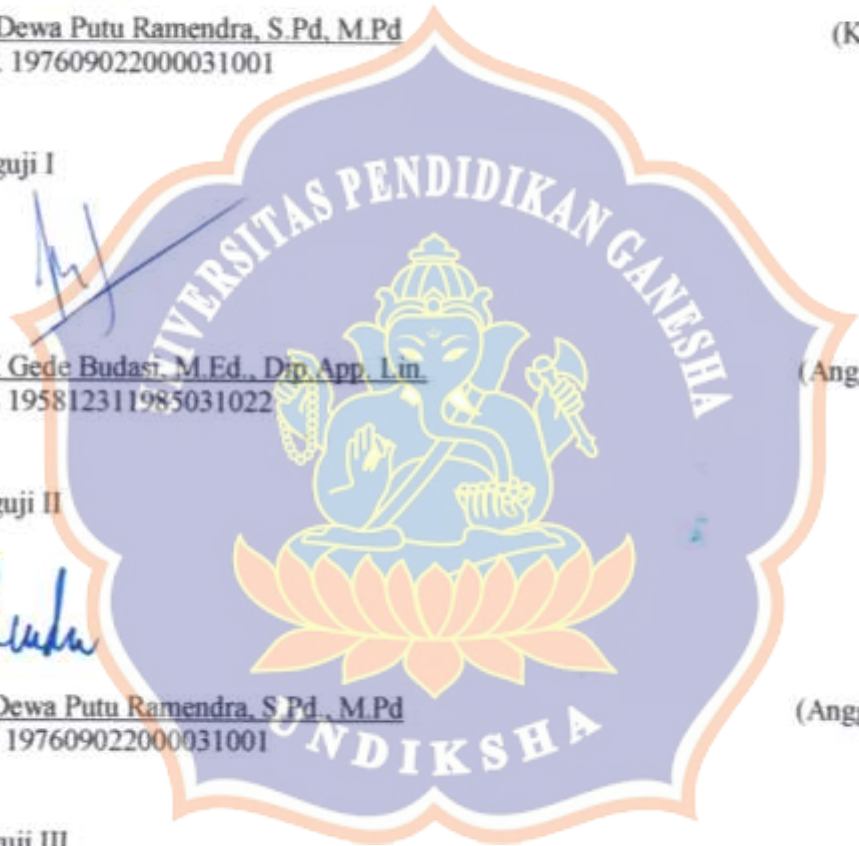 Dewa Putu Ramendra, S.Pd, M.Pd
(K
197609022000031001
guji I
UNIVERSITAS PENDIDIKAN GANESHA
Gede Budasi, M.Ed., Dip.App. Lin.
(Ang
195812311985031022
guji II
Dewa Putu Ramendra, S.Pd., M.Pd
(Ang
197609022000031001
UNDIKSHA
guji III